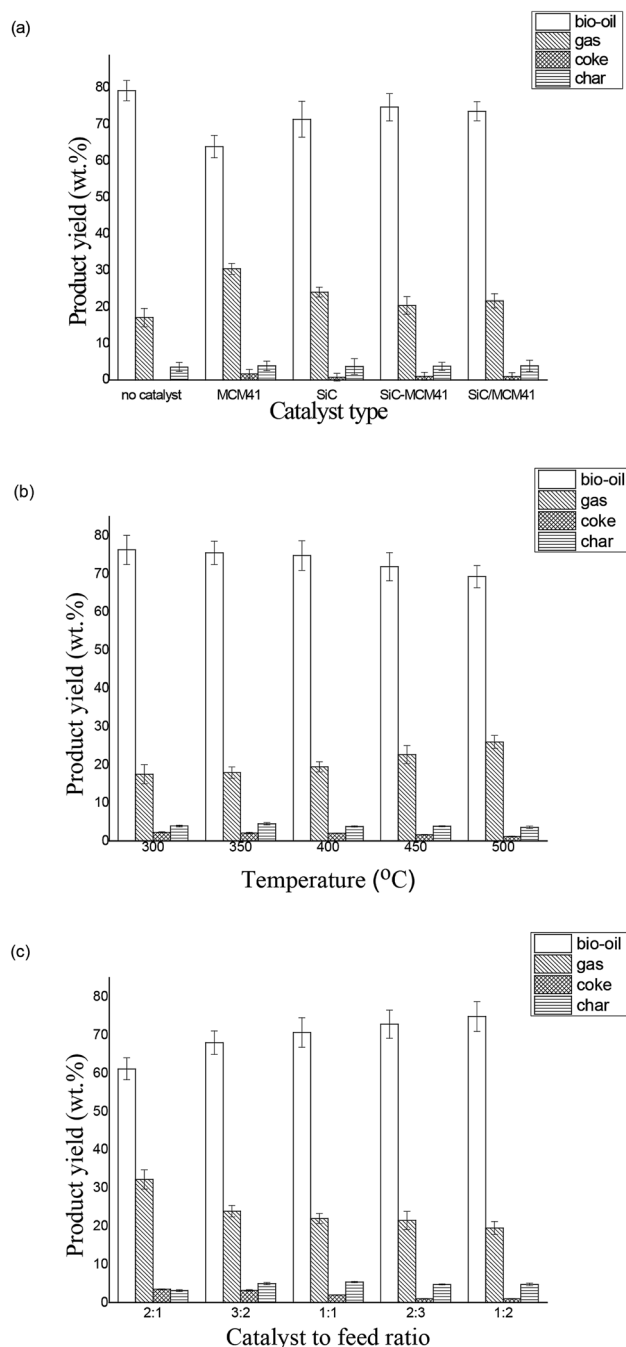 (a)
bio-oil
gas
coke
char
Product yield (wt.%)
80
70
60
50
40
30
20
10
0
no catalyst MCM41 SiC SiC-MCM41 SiC/MCM41
Catalyst type
(b)
bio-oil
gas
coke
char
Product yield (wt.%)
80
70
60
50
40
30
20
10
0
300 350 400 450 500
Temperature (ºC)
(c)
bio-oil
gas
coke
char
Product yield (wt.%)
80
70
60
50
40
30
20
10
0
2:1 3:2 1:1 2:3 1:2
Catalyst to feed ratio